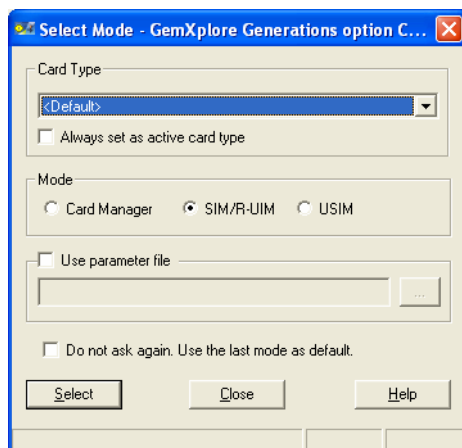 Select Mode - GemXplore Generations option C...
Card Type
<Default>
Always set as active card type
Mode
Card Manager SIM/R-UIM USIM
Use parameter file
...
Do not ask again. Use the last mode as default.
Select Close Help